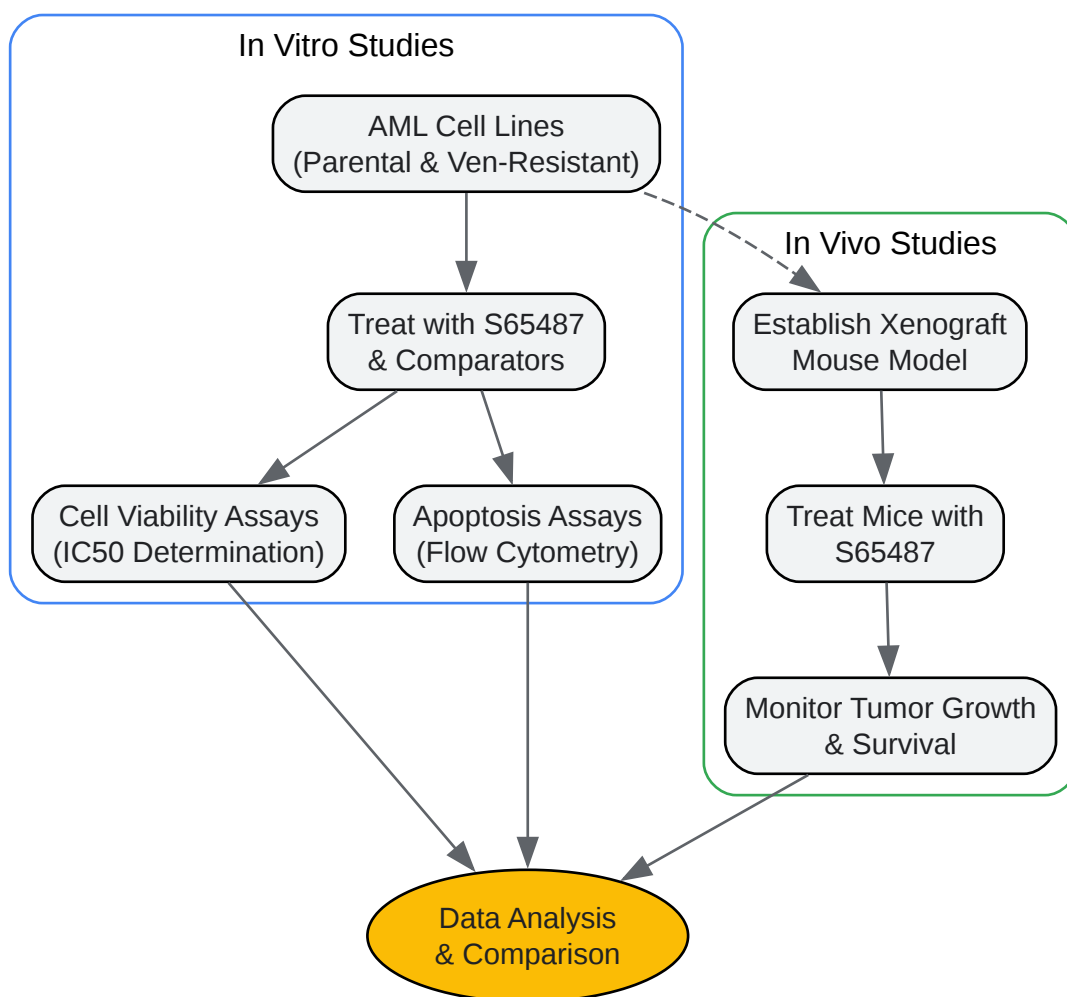 In Vitro Studies
AML Cell Lines
(Parental & Ven-Resistant)
Treat with S65487
& Comparators
Cell Viability Assays
(IC50 Determination)
Apoptosis Assays
(Flow Cytometry)
In Vivo Studies
Establish Xenograft
Mouse Model
Treat Mice with
S65487
Monitor Tumor Growth
& Survival
Data Analysis
& Comparison